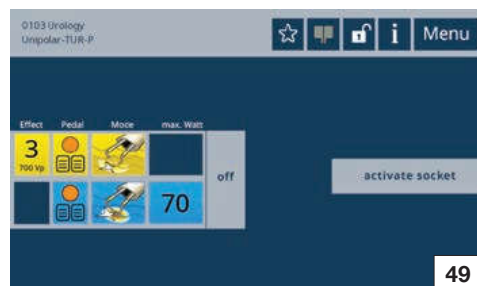 0103 Urology
Unipolar-TUR-P
i
Menu
Effect Pedal Mode max. Watt
3
700 Vp
off
70
activate socket
49